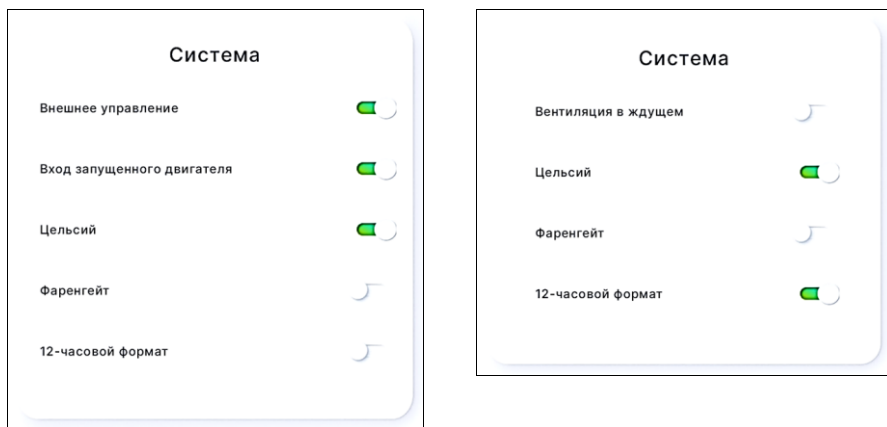 Система
Внешнее управление
Вход запущенного двигателя
Цельсий
Фаренгейт
12-часовой формат
Система
Вентиляция в ждущем
Цельсий
Фаренгейт
12-часовой формат